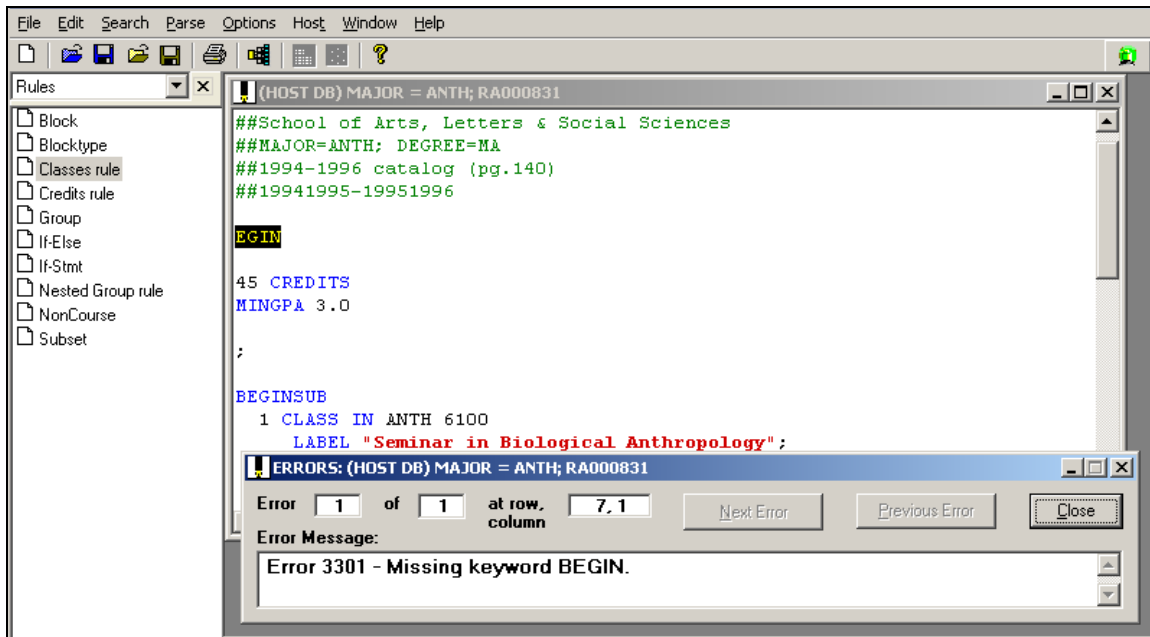 File Edit Search Parse Options Host Window Help
Rules
Block
Blocktype
Classes rule
Credits rule
Group
If-Else
If-Stmt
Nested Group rule
NonCourse
Subset
(HOST DB) MAJOR = ANTH; RA000831
##School of Arts, Letters & Social Sciences
##MAJOR=ANTH; DEGREE=MA
##1994-1996 catalog (pg.140)
##19941995-19951996
EGIN
45 CREDITS
MINGPA 3.0
;
BEGINSUB
1 CLASS IN ANTH 6100
LABEL "Seminar in Biological Anthropology";
ERRORS: (HOST DB) MAJOR = ANTH; RA000831
Error 1 of 1 at row, column 7, 1 Next Error Previous Error Close
Error Message:
Error 3301 - Missing keyword BEGIN.